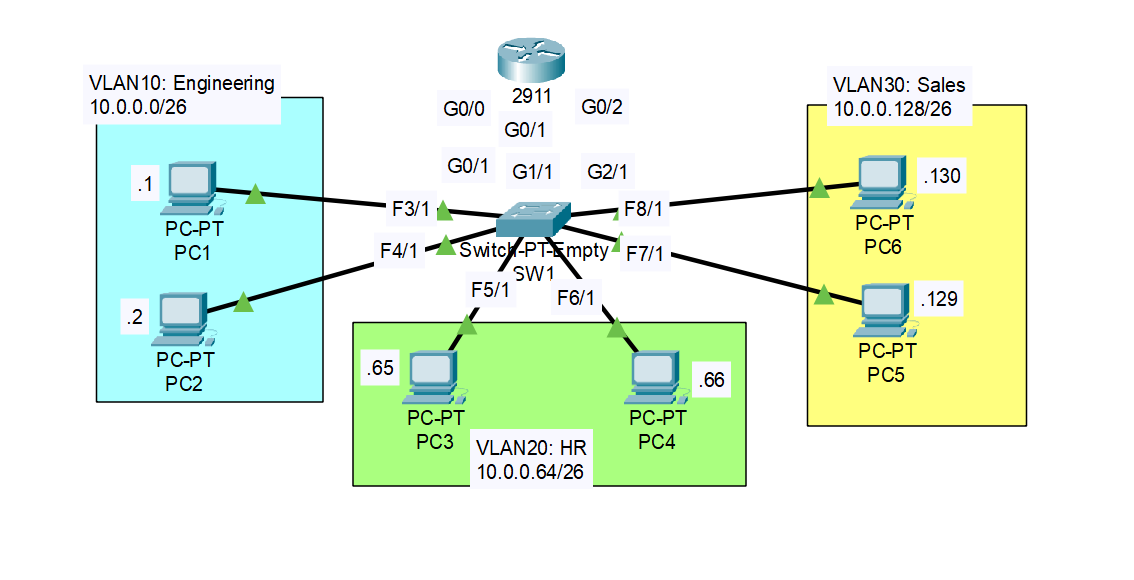 VLAN10: Engineering
10.0.0.0/26
2911
G0/0
G0/1
G0/2
VLAN30: Sales
10.0.0.128/26
G0/1
G1/1
G2/1
.1
PC-PT
PC1
F3/1
F8/1
.130
PC-PT
PC6
F4/1
Switch-PT-Empty
SW1
F7/1
F5/1
F6/1
.2
PC-PT
PC2
.129
PC-PT
PC5
.65
PC-PT
PC3
.66
PC-PT
PC4
VLAN20: HR
10.0.0.64/26